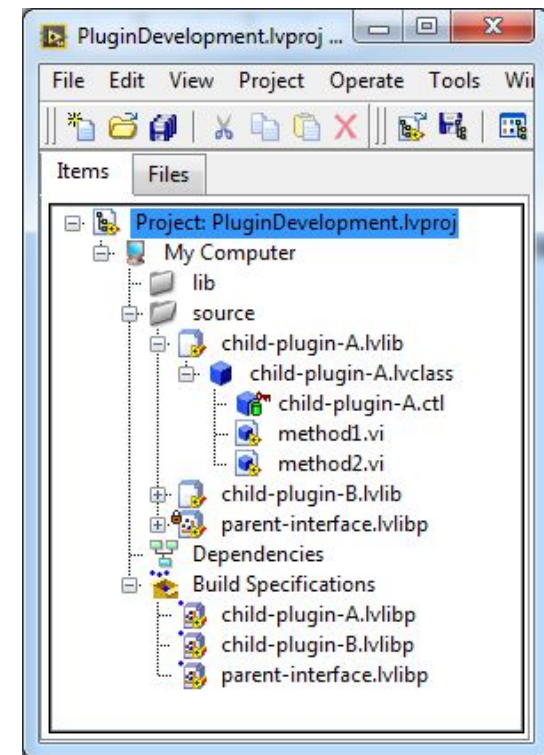 PluginDevelopment.lvproj ...
File Edit View Project Operate Tools Wi
Items Files
Project: PluginDevelopment.lvproj
My Computer
lib
source
child-plugin-A.lvlib
child-plugin-A.lvclass
child-plugin-A.ctl
method1.vi
method2.vi
child-plugin-B.lvlib
parent-interface.lvlibp
Dependencies
Build Specifications
child-plugin-A.lvlibp
child-plugin-B.lvlibp
parent-interface.lvlibp